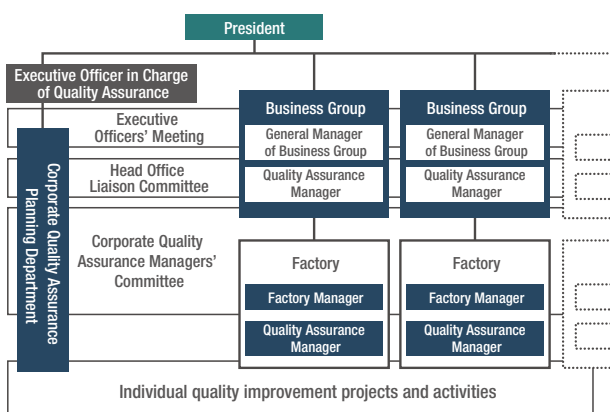 President
Executive Officer in Charge
of Quality Assurance
Corporate Quality Assurance
Planning Department
Executive
Officers' Meeting
Head Office
Liaison Committee
Corporate Quality
Assurance Managers'
Committee
Business Group
General Manager
of Business Group
Quality Assurance
Manager
Business Group
General Manager
of Business Group
Quality Assurance
Manager
Factory
Factory Manager
Quality Assurance
Manager
Factory
Factory Manager
Quality Assurance
Manager
Individual quality improvement projects and activities